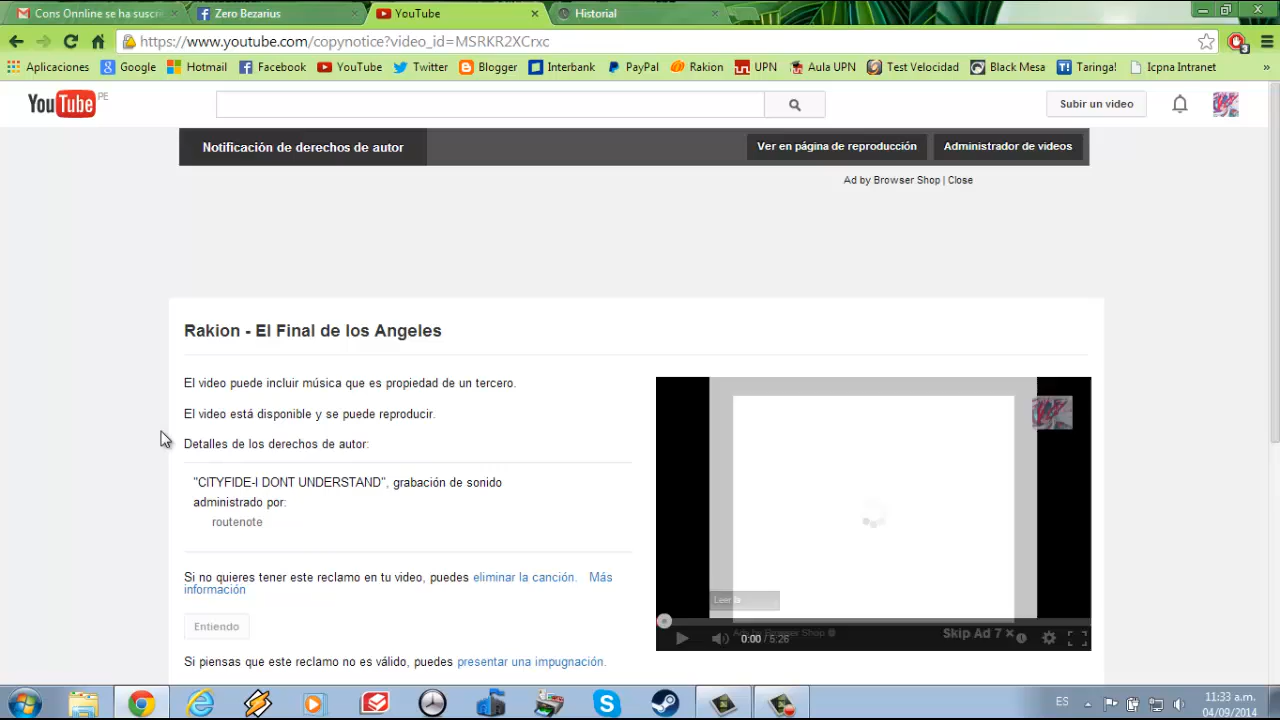 Cons Onnline se ha suscri
Zero Bezarius
YouTube
Historial
https://www.youtube.com/copynotice?video_id=MSRKR2XCrxc
3
Aplicaciones
Google
Hotmail
Facebook
YouTube
Twitter
Blogger
Interbank
PayPal
Rakion
UPN
Aula UPN
Test Velocidad
Black Mesa
Taringa!
Icpna Intranet
»
YouTube PE
Subir un video
Notificación de derechos de autor
Ver en página de reproducción
Administrador de videos
Ad by Browser Shop | Close
Rakion - El Final de los Angeles
El video puede incluir música que es propiedad de un tercero.
El video está disponible y se puede reproducir.
Detalles de los derechos de autor:
"CITYFIDE-I DONT UNDERSTAND", grabación de sonido
administrado por:
routenote
Si no quieres tener este reclamo en tu video, puedes eliminar la canción. Más
información
Entiendo
Si piensas que este reclamo no es válido, puedes presentar una impugnación.
Ads by Browser Shop
Skip Ad 7 ×
0:00 / 5:26
ES
11:33 a.m.
04/09/2014